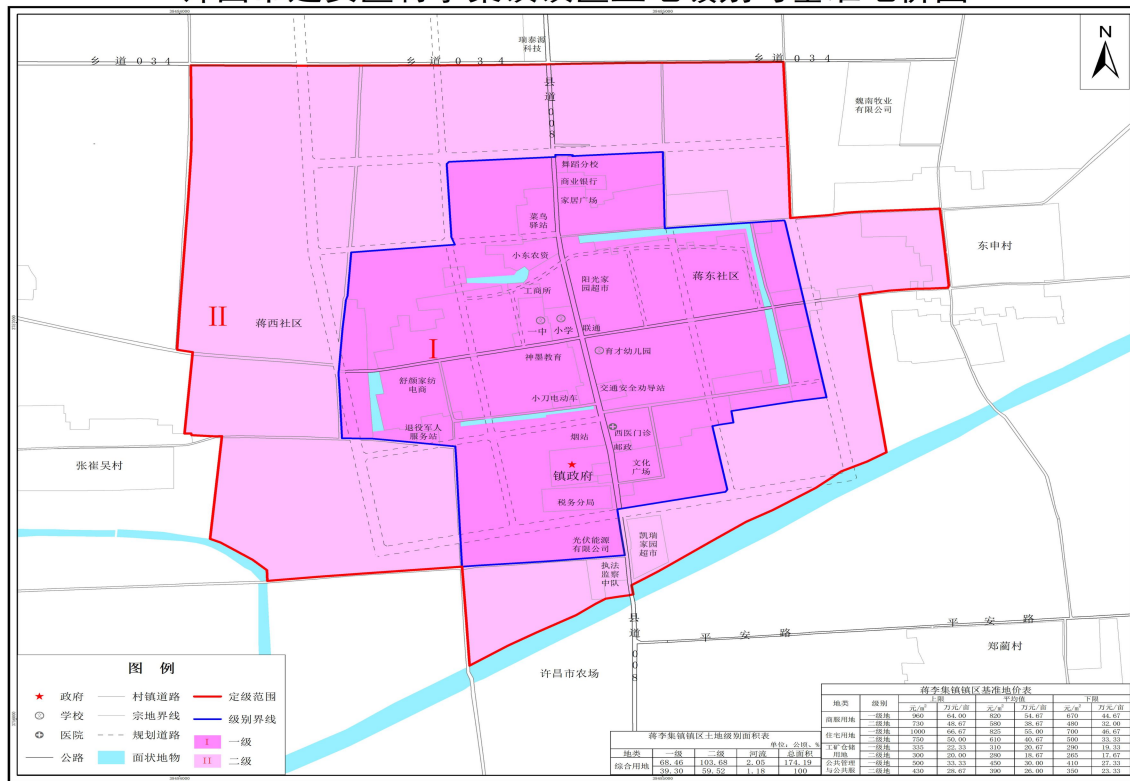 瑞泰源
科技
乡道034
乡道034
乡道034
N
县道008
魏南牧业
有限公司
舞蹈分校
商业银行
家居广场
菜鸟
驿站
东申村
小东农资
工商所
阳光家
园超市
蒋东社区
II
蒋西社区
I
一中
小学
联通
神墨教育
育才幼儿园
舒颜家纺
电商
交通安全劝导站
小刀电动车
退役军人
服务站
烟站
西医门诊
邮政
张崔吴村
镇政府
文化
广场
税务分局
光伏能源
有限公司
凯瑞
家园
超市
执法
监察
中队
县道008
平安路
平安路
郑蔺村
许昌市农场
图例
政府
村镇道路
定级范围
学校
宗地界线
级别界线
医院
规划道路
I 一级
公路
面状地物
II 二级
蒋李集镇镇区土地级别面积表
单位：公顷、%
地类 一级 二级 河流 总面积
综合用地 68.46 103.68 2.05 174.19
39.30 59.52 1.18 100
蒋李集镇镇区基准地价表
地类 级别 上限 平均值 下限
元/m² 万元/亩 元/m² 万元/亩 元/m² 万元/亩
商服用地 一级地 960 64.00 820 54.67 670 44.67
二级地 730 48.67 580 38.67 480 32.00
住宅用地 一级地 1000 66.67 825 55.00 700 46.67
二级地 750 50.00 610 40.67 500 33.33
工矿仓储
用地 一级地 335 22.33 310 20.67 290 19.33
二级地 300 20.00 280 18.67 265 17.67
公共管理
与公共服 一级地 500 33.33 450 30.00 410 27.33
二级地 430 28.67 390 26.00 350 23.33